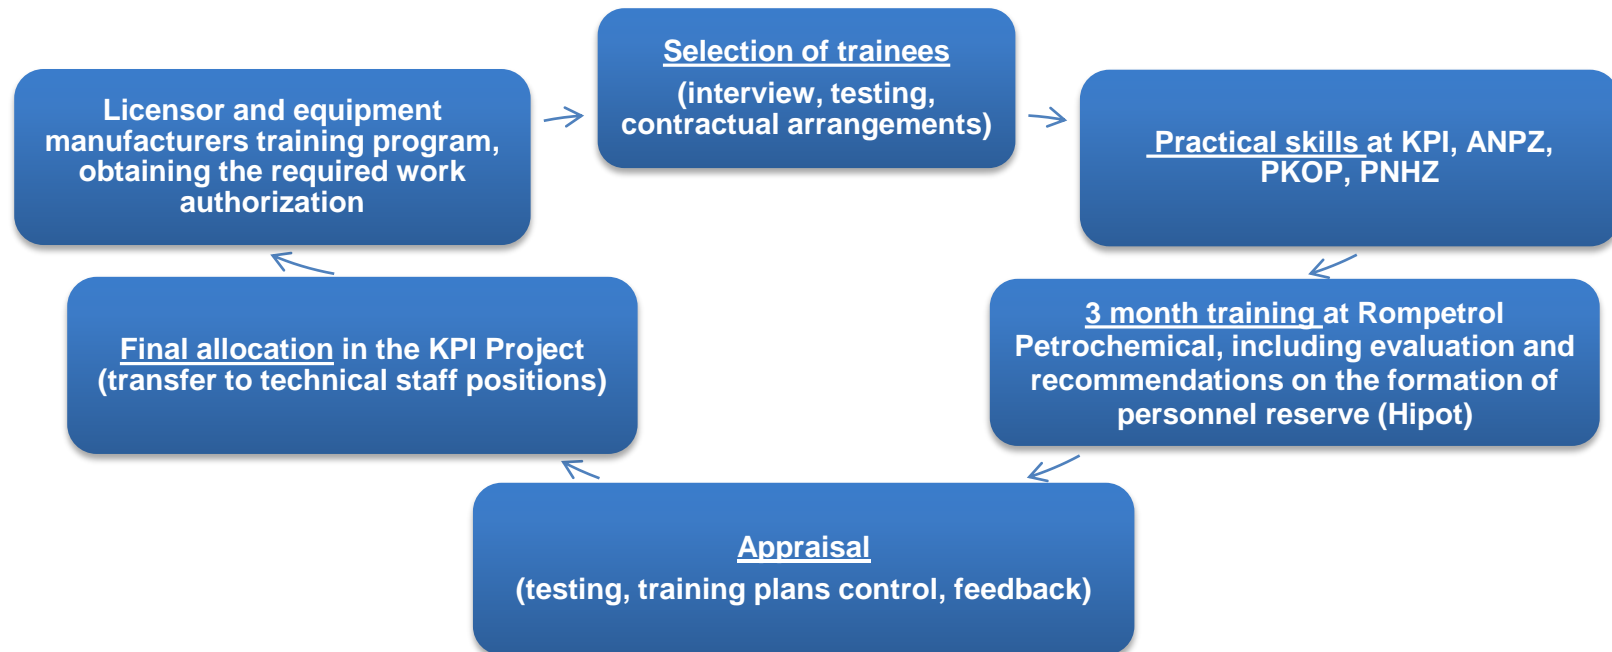 Selection of trainees
(interview, testing,
contractual arrangements)
Practical skills at KPI, ANPZ,
PKOP, PNHZ
3 month training at Rompetrol
Petrochemical, including evaluation and
recommendations on the formation of
personnel reserve (Hipot)
Appraisal
(testing, training plans control, feedback)
Final allocation in the KPI Project
(transfer to technical staff positions)
Licensor and equipment
manufacturers training program,
obtaining the required work
authorization